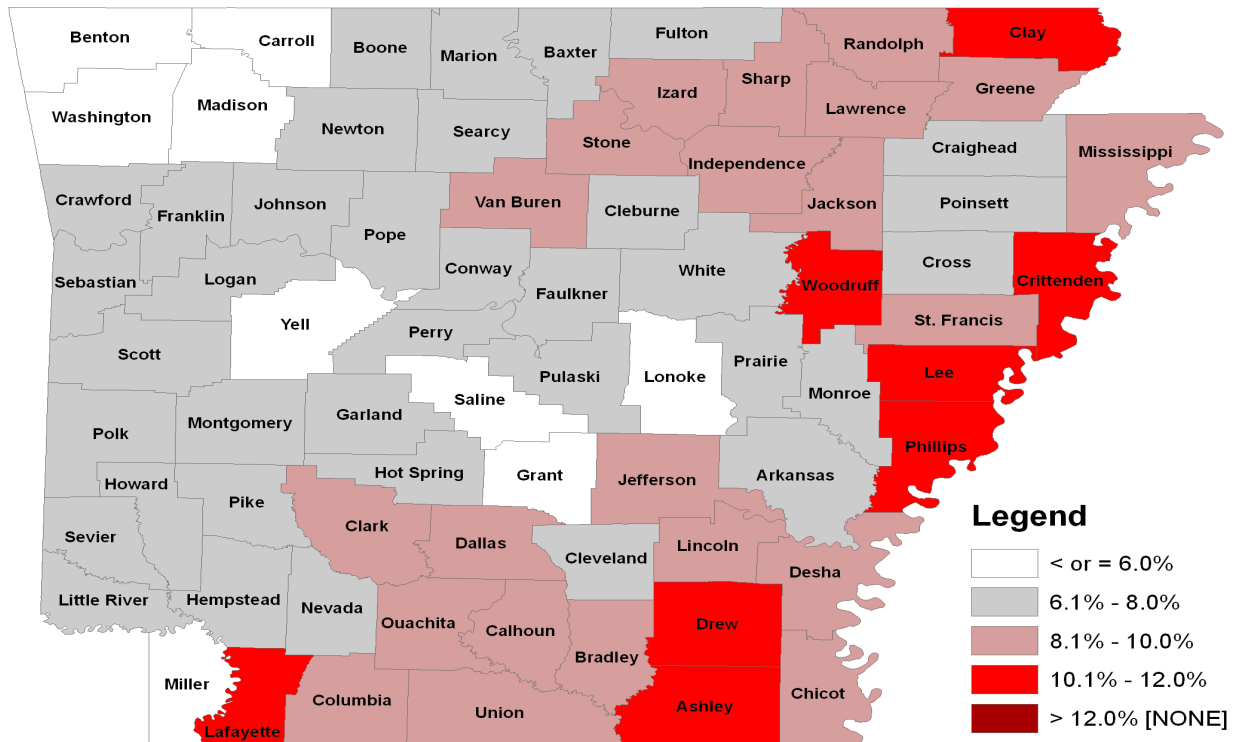 Benton
Carroll
Boone
Marion
Baxter
Fulton
Randolph
Clay
Washington
Madison
Newton
Searcy
Izard
Sharp
Lawrence
Greene
Stone
Independence
Craighead
Mississippi
Crawford
Franklin
Johnson
Pope
Van Buren
Cleburne
Jackson
Poinsett
Sebastian
Logan
Conway
Faulkner
White
Woodruff
Cross
Crittenden
Yell
Perry
St. Francis
Scott
Saline
Pulaski
Lonoke
Prairie
Monroe
Lee
Polk
Montgomery
Garland
Phillips
Howard
Pike
Hot Spring
Grant
Jefferson
Arkansas
Sevier
Clark
Dallas
Cleveland
Lincoln
Desha
Little River
Hempstead
Nevada
Ouachita
Calhoun
Bradley
Drew
Miller
Lafayette
Columbia
Union
Ashley
Chicot
Legend
< or = 6.0%
6.1% - 8.0%
8.1% - 10.0%
10.1% - 12.0%
> 12.0% [NONE]